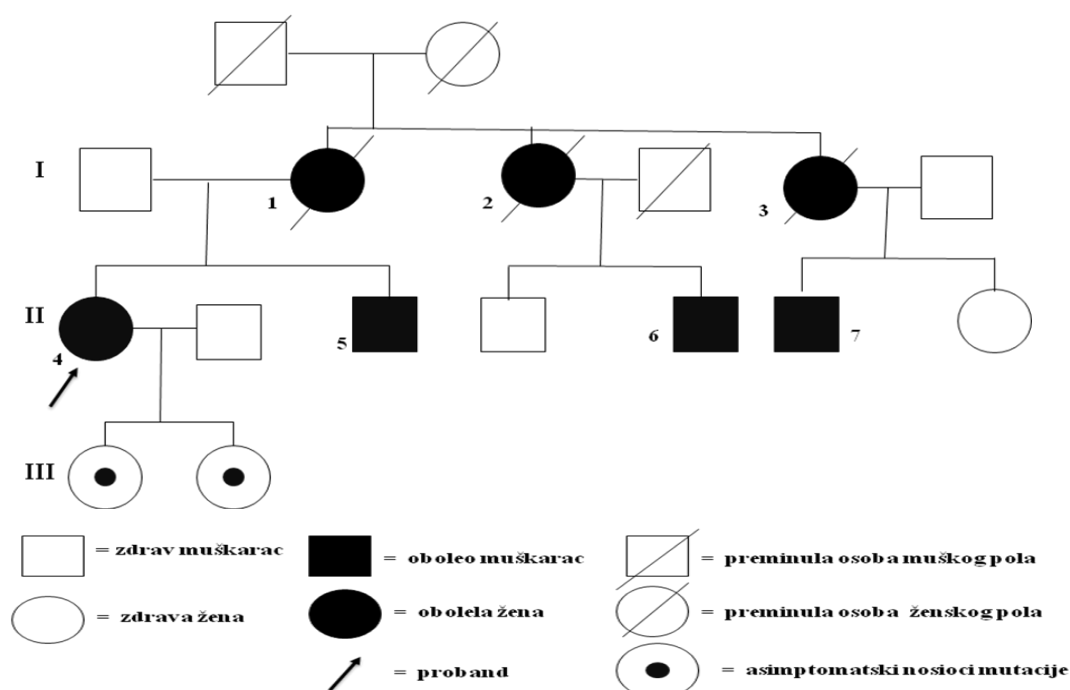 I
1
2
3
II
4
5
6
7
III
= zdrav muškarac
= oboleo muškarac
= preminula osoba muškog pola
= zdrava žena
= obolela žena
= preminula osoba ženskog pola
= proband
= asimptomatski nosioci mutacije